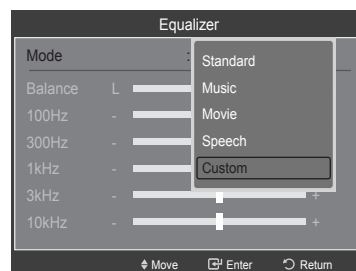 Equalizer
Mode :
Standard
Music
Movie
Speech
Custom
Balance L
100Hz -
300Hz -
1kHz -
3kHz - +
10kHz - +
Move Enter Return